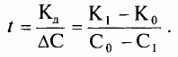 t = Kд / ΔC = (K1 − K0) / (C0 − C1) .